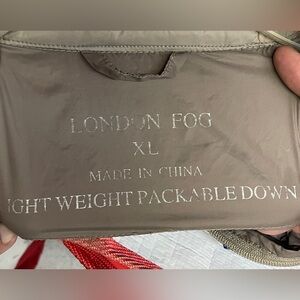 LONDON FOG
XL
MADE IN CHINA
IGHT WEIGHT PACKABLE DOWN